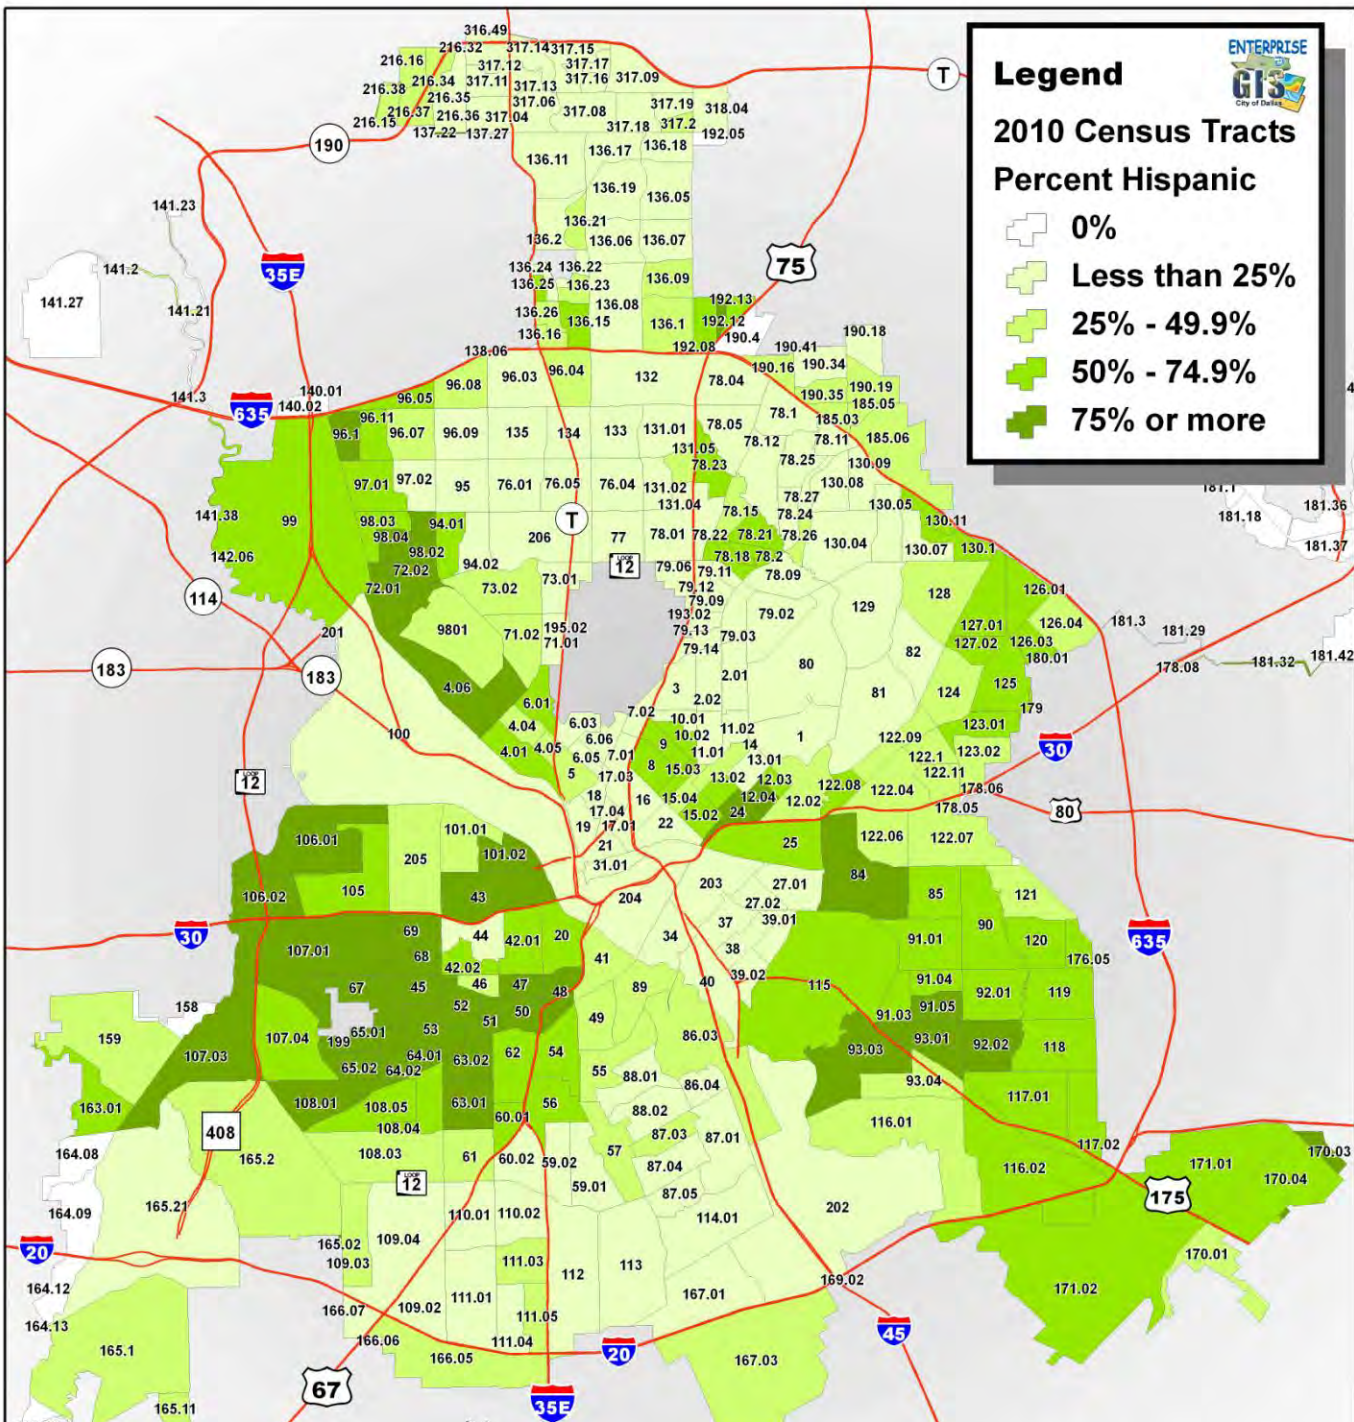 Legend
ENTERPRISE
GIS
City of Dallas
2010 Census Tracts
Percent Hispanic
0%
Less than 25%
25% - 49.9%
50% - 74.9%
75% or more
316.49
216.32 317.14 317.15
216.16 317.12 317.17
216.34 317.11 317.13 317.16 317.09
T
216.38 216.35 317.06 317.19 318.04
216.37 216.36 317.04 317.08
216.15 137.22 137.27 317.18 317.2 192.05
190
136.11 136.17 136.18
136.19 136.05
141.23 136.21
136.2 136.06 136.07
141.2 35E 136.24 136.22 75
136.25 136.23 136.09
141.27 141.21 136.08 192.13
136.26 136.15 136.1 192.12
136.16 190.4 190.18
138.06 192.08 190.41
96.08 96.03 96.04 132 78.04 190.16 190.34
141.3 140.01 96.05 190.35 190.19
635 140.02 96.11 78.1 185.05
96.1 96.07 96.09 135 134 133 131.01 78.05 185.03
131.05 78.12 78.11 185.06
78.23 78.25 130.09
97.01 97.02 95 76.01 76.05 76.04 131.02 130.08
131.04 78.27 130.05
141.38 99 98.03 94.01 T 78.15 78.24 130.11 181.1 181.36
98.04 206 77 78.01 78.22 78.21 78.26 181.18
142.06 98.02 78.18 78.2 130.04 130.07 130.1 181.37
72.02 94.02 LOOP 12 79.06 79.11 78.09
72.01 73.02 73.01 79.12 128 126.01
114 79.09 129
193.02 79.02
201 9801 71.02 195.02 79.13 79.03 127.01 126.04 181.3 181.29
71.01 79.14 82 127.02 126.03
183 183 80 180.01 178.08 181.32 181.42
4.06 3 2.01 81 124 125
6.01 2.02 179
100 4.04 6.03 7.02 10.01 11.02 123.01
4.01 4.05 6.06 9 10.02 14 1 122.09 123.02 30
6.05 7.01 11.01 13.01 122.1
LOOP 12 5 17.03 8 15.03 13.02 12.03 122.11
18 16 15.04 12.04 122.08 122.04 178.06
17.04 15.02 24 12.02 178.05 80
106.01 101.01 19 17.01 22
205 101.02 21 25 122.06 122.07
31.01
106.02 105 43 204 203 27.01 84 85 121
27.02
30 69 44 42.01 20 37 39.01 90
107.01 68 34 38 91.01 120 635
42.02 41 39.02 176.05
67 45 46 47 48 89 40 115 91.04 92.01 119
158 52 50 91.05
53 51 49 91.03
159 107.04 199 65.01 86.03 93.01 92.02 118
107.03 64.01 63.02 62 54 93.03
65.02 64.02 55 88.01 86.04 93.04
163.01 108.01 108.05 63.01 56 88.02 117.01
408 108.04 60.01 87.03 87.01 116.01
164.08 108.03 61 60.02 59.02 57 117.02
165.2 LOOP 12 87.04 116.02 171.01 170.03
59.01 87.05 170.04
164.09 165.21 202 175
110.01 110.02 114.01
20 165.02 109.04 170.01
109.03 111.03 112 113
164.12 111.01 169.02 171.02
166.07 109.02 111.05 167.01
164.13 166.06 111.04 20 45
165.1 166.05 167.03
67
165.11 35E